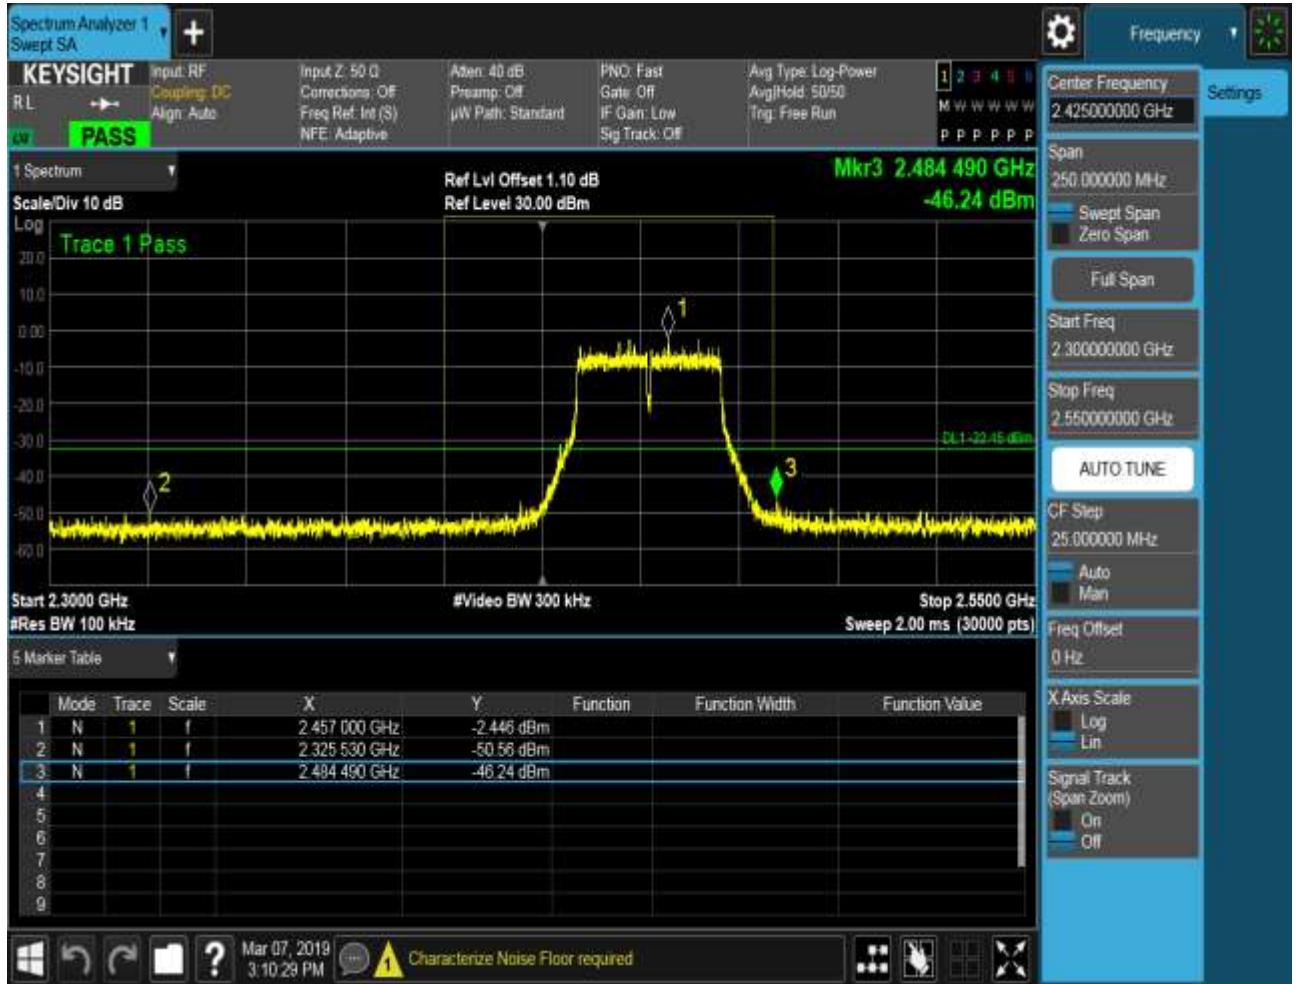 Spectrum Analyzer 1
Swept SA
+
Frequency
KEYSIGHT
RL
PASS
Input: RF
Coupling: DC
Align: Auto
Input Z: 50 Ω
Corrections: Off
Freq Ref: Int (S)
NFE: Adaptive
Atten: 40 dB
Preamp: Off
µW Path: Standard
PNO: Fast
Gate: Off
IF Gain: Low
Sig Track: Off
Avg Type: Log-Power
Avg|Hold: 50/50
Trig: Free Run
1 2 3 4 5 6
M W W W W W
P P P P P P
1 Spectrum
Scale/Div 10 dB
Ref Lvl Offset 1.10 dB
Ref Level 30.00 dBm
Mkr3 2.484 490 GHz
-46.24 dBm
Log
Trace 1 Pass
20.0
10.0
0.00
-10.0
-20.0
-30.0
-40.0
-50.0
-60.0
1
2
3
Start 2.3000 GHz
#Res BW 100 kHz
#Video BW 300 kHz
Stop 2.5500 GHz
Sweep 2.00 ms (30000 pts)
5 Marker Table
Mode Trace Scale X Y Function Function Width Function Value
1 N 1 f 2.457 000 GHz -2.446 dBm
2 N 1 f 2.325 530 GHz -50.56 dBm
3 N 1 f 2.484 490 GHz -46.24 dBm
4
5
6
7
8
9
Center Frequency
2.425000000 GHz
Settings
Span
250.000000 MHz
Swept Span
Zero Span
Full Span
Start Freq
2.300000000 GHz
Stop Freq
2.550000000 GHz
AUTO TUNE
CF Step
25.000000 MHz
Auto
Man
Freq Offset
0 Hz
X Axis Scale
Log
Lin
Signal Track
(Span Zoom)
On
Off
?
Mar 07, 2019
3:10:29 PM
1
Characterize Noise Floor required